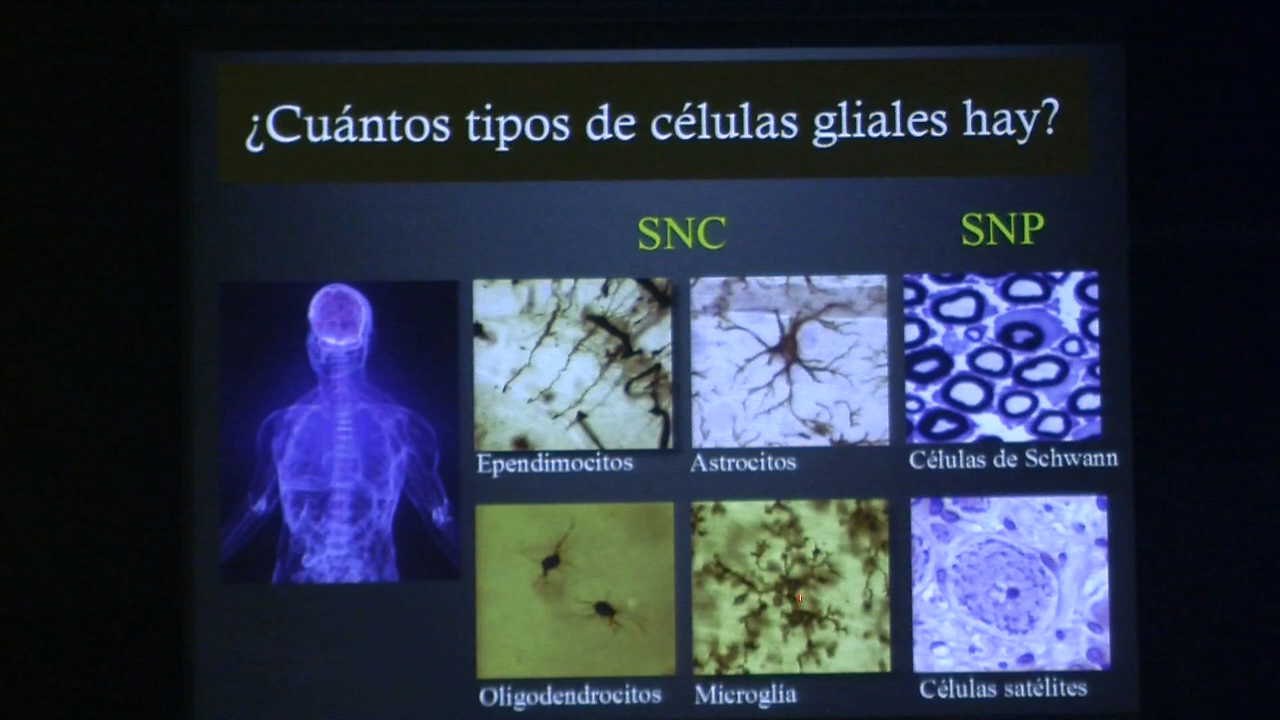 ¿Cuántos tipos de células gliales hay?
SNC
SNP
Ependimocitos
Astrocitos
Células de Schwann
Oligodendrocitos
Microglía
Células satélites